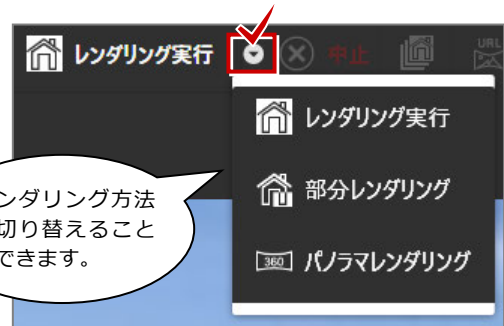 レンダリング実行
中止
URL
レンダリング実行
部分レンダリング
360 パノラマレンダリング
ンダリング方法
切り替えること
できます。